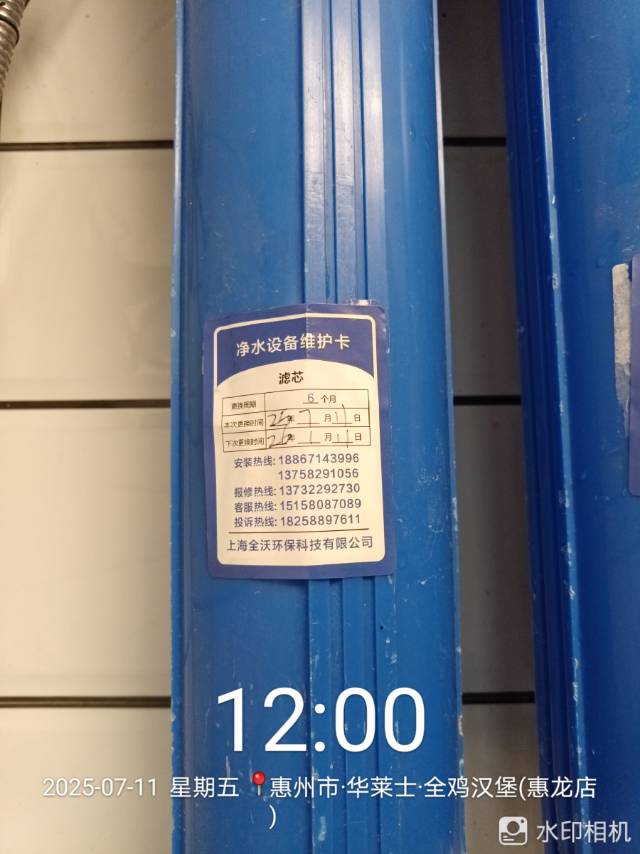 净水设备维护卡
滤芯
更换周期 6 个月
本次更换时间 25年 7 月 11 日
下次更换时间 26年 1 月 11 日
安装热线: 18867143996
13758291056
报修热线: 13732292730
客服热线: 15158087089
投诉热线: 18258897611
上海全沃环保科技有限公司
12:00
2025-07-11 星期五 📍惠州市·华莱士·全鸡汉堡(惠龙店
)
水印相机